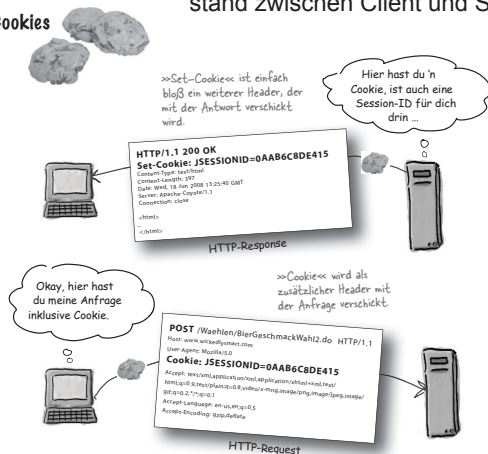 stand zwischen Client und S
ookies
»Set-Cookie« ist einfach
bloß ein weiterer Header, der
mit der Antwort verschickt
wird.
Hier hast du 'n
Cookie, ist auch eine
Session-ID für dich
drin ...
HTTP/1.1 200 OK
Set-Cookie: JSESSIONID=0AAB6C8DE415
Content-Type: text/html
Content-Length: 397
Date: Wed, 18 Jun 2008 13:25:40 GMT
Server: Apache-Coyote/1.1
Connection: close
<html>
...
</html>
HTTP-Response
Okay, hier hast
du meine Anfrage
inklusive Cookie.
»Cookie« wird als
zusätzlicher Header mit
der Anfrage verschickt.
POST /Waehlen/BierGeschmackWahl2.do HTTP/1.1
Host: www.wickedlysmart.com
User-Agent: Mozilla/5.0
Cookie: JSESSIONID=0AAB6C8DE415
Accept: text/xml,application/xml,application/xhtml+xml,text/
html;q=0.9,text/plain;q=0.8,video/x-mng,image/png,image/jpeg,image/
gif;q=0.2,*/*;q=0.1
Accept-Language: en-us,en;q=0.5
Accept-Encoding: gzip,deflate
HTTP-Request